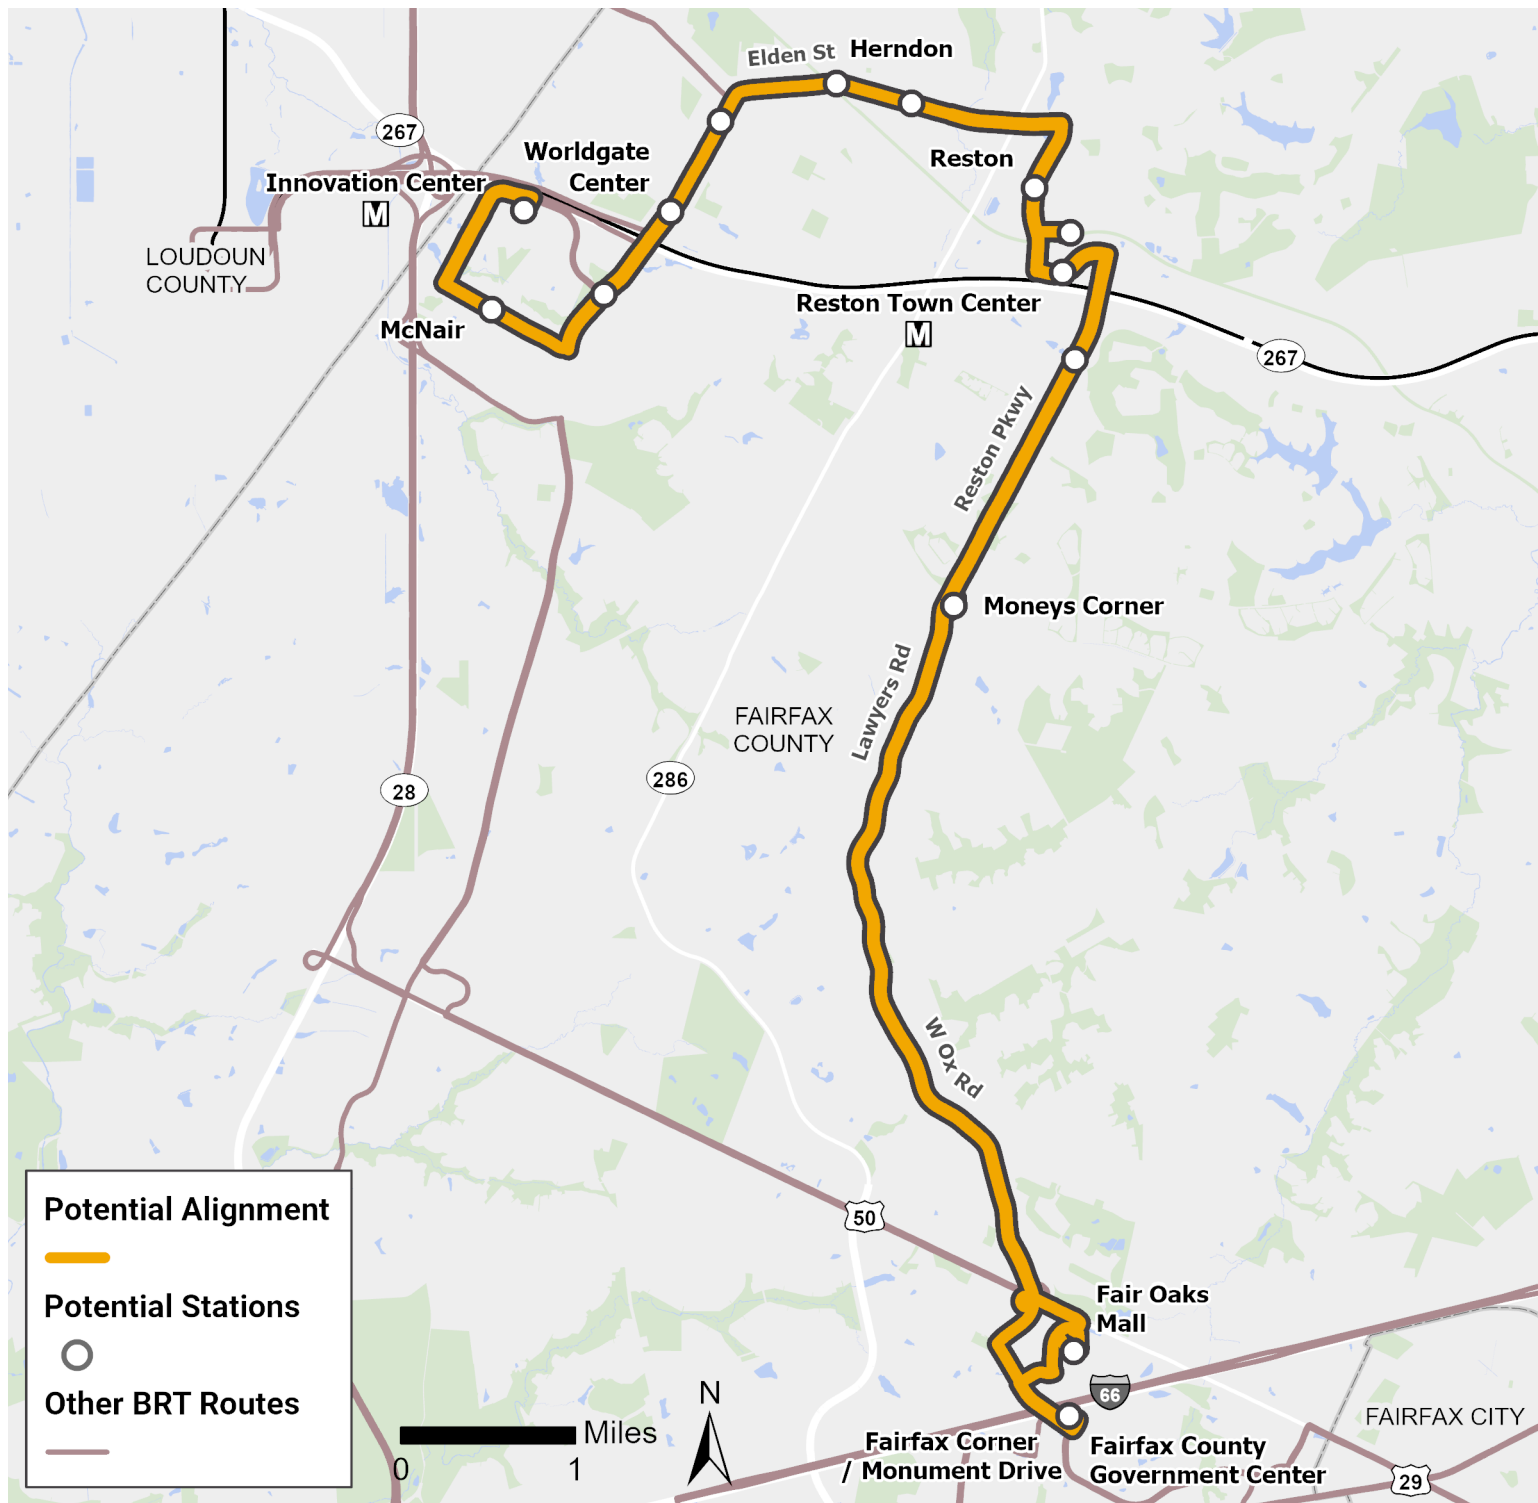 Elden St
Herndon
267
Worldgate
Center
Reston
Innovation Center
M
LOUDOUN
COUNTY
McNair
Reston Town Center
M
267
Reston Pkwy
Moneys Corner
Lawyers Rd
FAIRFAX
COUNTY
286
28
W Ox Rd
50
Fair Oaks
Mall
66
FAIRFAX CITY
Fairfax Corner
/ Monument Drive
Fairfax County
Government Center
29
Potential Alignment
Potential Stations
Other BRT Routes
Miles
0
1
N